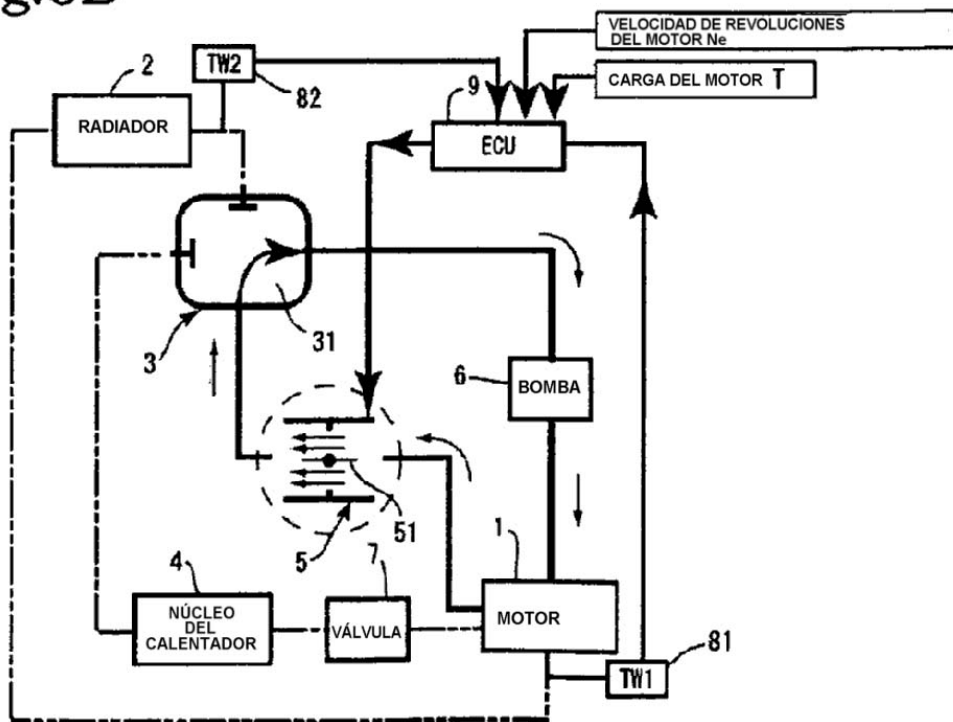 VELOCIDAD DE REVOLUCIONES
DEL MOTOR Ne
CARGA DEL MOTOR T
TW2
82
2
RADIADOR
9
ECU
31
3
6
BOMBA
51
5
1
MOTOR
4
NÚCLEO
DEL
CALENTADOR
7
VÁLVULA
81
TW1